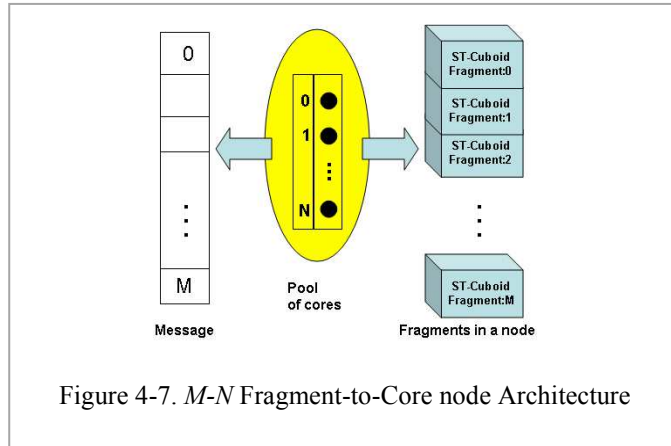 0
M
Message
0
1
N
Pool
of cores
ST-Cuboid
Fragment:0
ST-Cuboid
Fragment:1
ST-Cuboid
Fragment:2
ST-Cuboid
Fragment:M
Fragments in a node
Figure 4-7. M-N Fragment-to-Core node Architecture